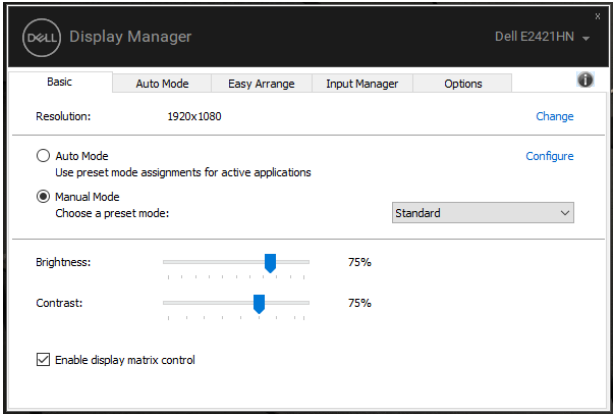 DELL Display Manager
x
Dell E2421HN
Basic Auto Mode Easy Arrange Input Manager Options
i
Resolution: 1920x1080 Change
Auto Mode Configure
Use preset mode assignments for active applications
Manual Mode
Choose a preset mode: Standard
Brightness: 75%
Contrast: 75%
Enable display matrix control